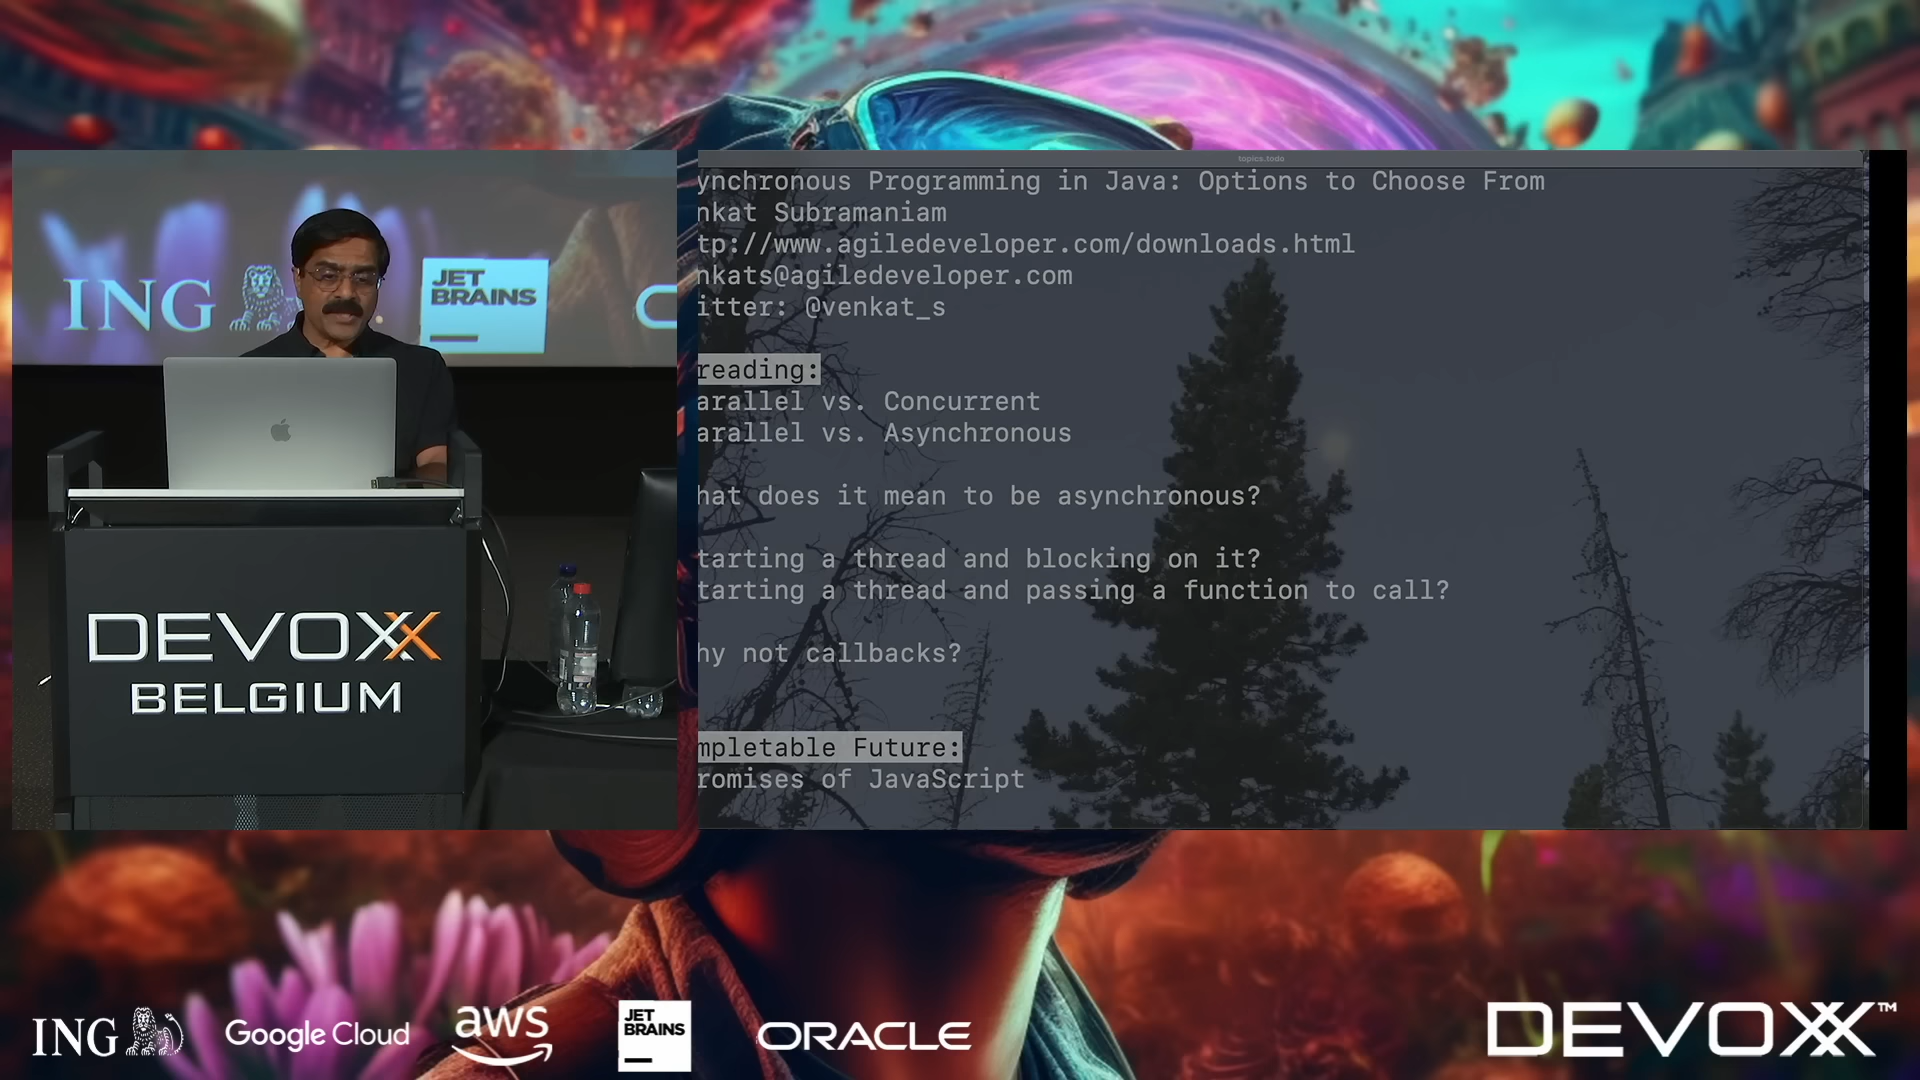 topics.todo
ynchronous Programming in Java: Options to Choose From
nkat Subramaniam
tp://www.agiledeveloper.com/downloads.html
nkats@agiledeveloper.com
itter: @venkat_s
reading:
arallel vs. Concurrent
arallel vs. Asynchronous
hat does it mean to be asynchronous?
tarting a thread and blocking on it?
tarting a thread and passing a function to call?
hy not callbacks?
mpletable Future:
romises of JavaScript
ING
JET
BRAINS
DEVOXX
BELGIUM
ING
Google Cloud
aws
JET
BRAINS
ORACLE
DEVOXX™